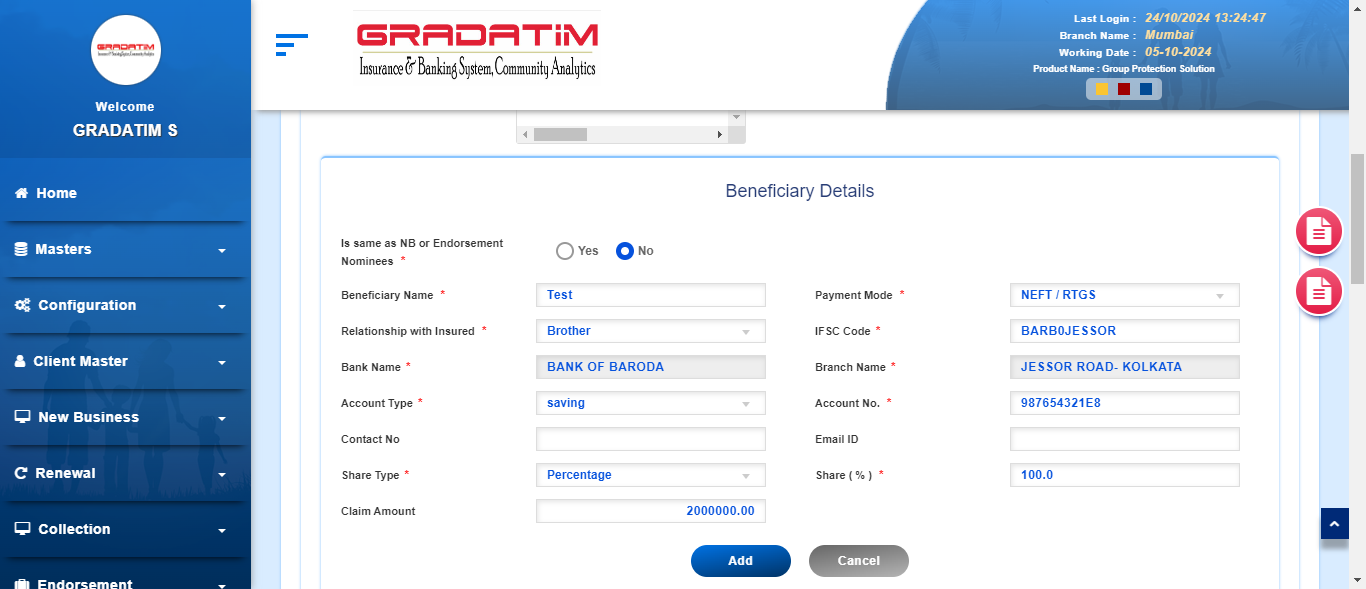 GRADATIM
Insurance & Banking System, Community Analytics
Welcome
GRADATIM S
Home
Masters
Configuration
Client Master
New Business
Renewal
Collection
Endorsement
GRADATIM
Insurance & Banking System, Community Analytics
Last Login : 24/10/2024 13:24:47
Branch Name : Mumbai
Working Date : 05-10-2024
Product Name : Group Protection Solution
Beneficiary Details
Is same as NB or Endorsement
Nominees * Yes No
Beneficiary Name * Test Payment Mode * NEFT / RTGS
Relationship with Insured * Brother IFSC Code * BARB0JESSOR
Bank Name * BANK OF BARODA Branch Name * JESSOR ROAD- KOLKATA
Account Type * saving Account No. * 987654321E8
Contact No Email ID
Share Type * Percentage Share ( % ) * 100.0
Claim Amount 2000000.00
Add Cancel